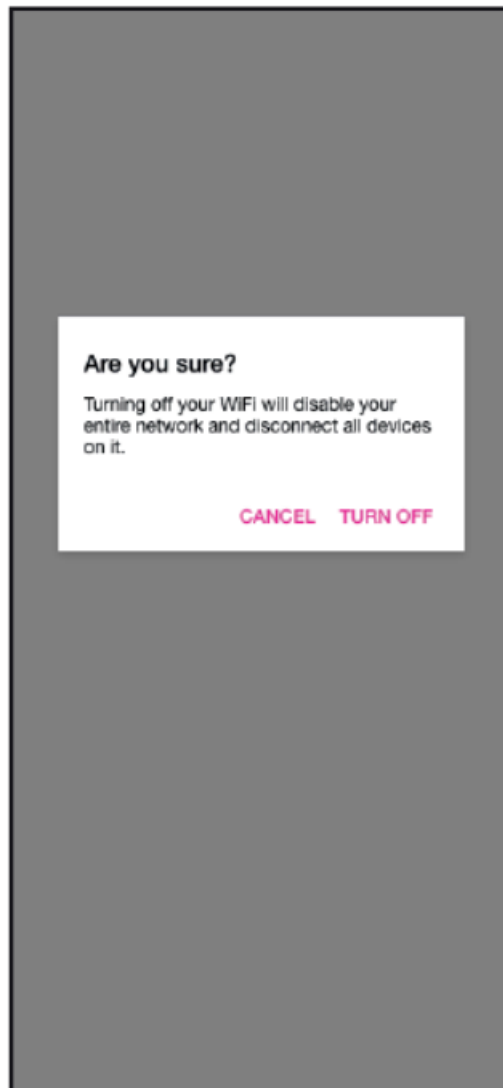 Are you sure?
Turning off your WiFi will disable your
entire network and disconnect all devices
on it.
CANCEL TURN OFF